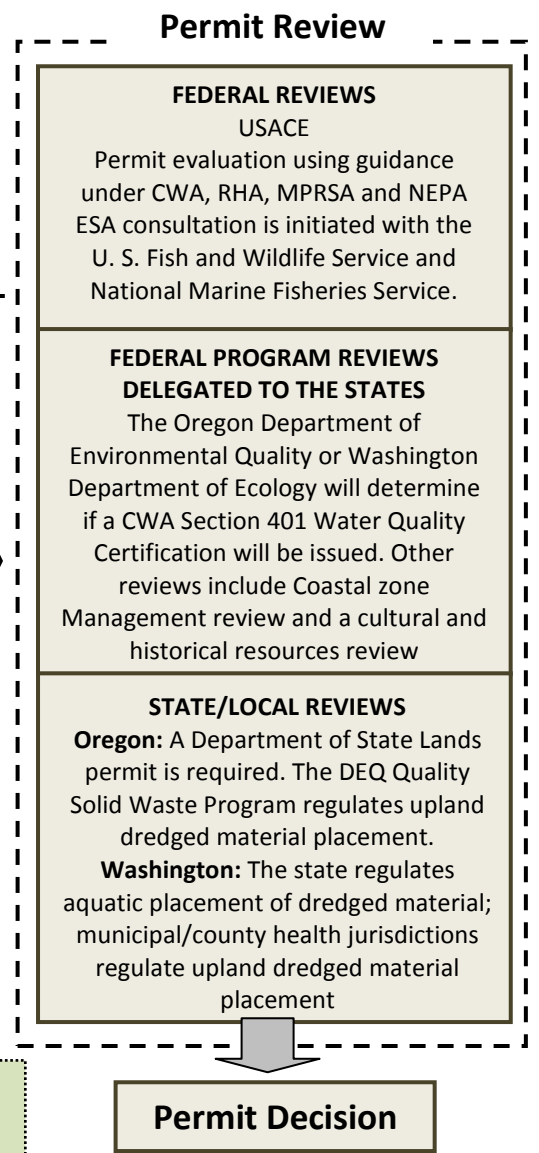 Permit Review
FEDERAL REVIEWS
USACE
Permit evaluation using guidance
under CWA, RHA, MPRSA and NEPA
ESA consultation is initiated with the
U. S. Fish and Wildlife Service and
National Marine Fisheries Service.
FEDERAL PROGRAM REVIEWS
DELEGATED TO THE STATES
The Oregon Department of
Environmental Quality or Washington
Department of Ecology will determine
if a CWA Section 401 Water Quality
Certification will be issued. Other
reviews include Coastal zone
Management review and a cultural and
historical resources review
STATE/LOCAL REVIEWS
Oregon: A Department of State Lands
permit is required. The DEQ Quality
Solid Waste Program regulates upland
dredged material placement.
Washington: The state regulates
aquatic placement of dredged material;
municipal/county health jurisdictions
regulate upland dredged material
placement
Permit Decision